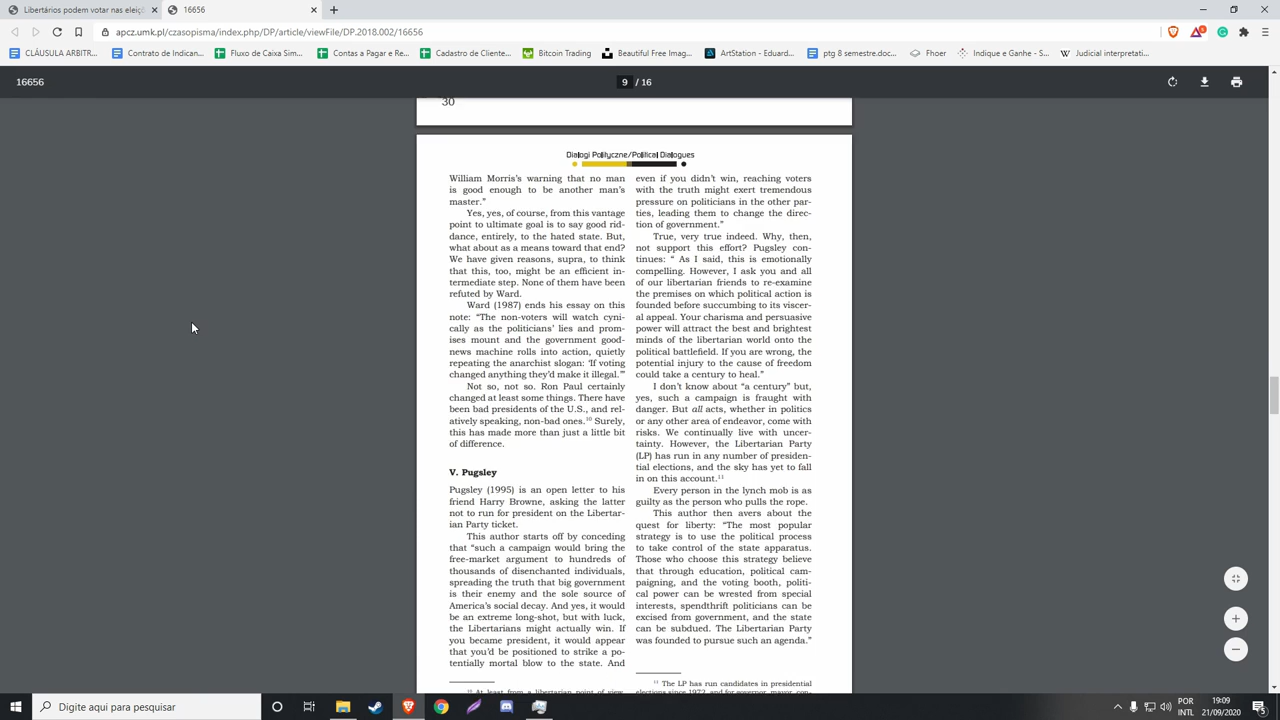 Libertários podem votar nas eleiçõ
16656
apcz.umk.pl/czasopisma/index.php/DP/article/viewFile/DP.2018.002/16656
CLÁUSULA ARBITR...
Contrato de Indican...
Fluxo de Caixa Sim...
Contas a Pagar e Re...
Cadastro de Cliente...
Bitcoin Trading
Beautiful Free Imag...
ArtStation - Eduard...
ptg 8 semestre.doc...
Fhoer
Indique e Ganhe - S...
Judicial interpretati...
16656
9 / 16
30
Dialogi Polityczne/Political Dialogues
William Morris's warning that no man
is good enough to be another man's
master."
Yes, yes, of course, from this vantage
point to ultimate goal is to say good rid-
dance, entirely, to the hated state. But,
what about as a means toward that end?
We have given reasons, supra, to think
that this, too, might be an efficient in-
termediate step. None of them have been
refuted by Ward.
Ward (1987) ends his essay on this
note: "The non-voters will watch cyni-
cally as the politicians' lies and prom-
ises mount and the government good-
news machine rolls into action, quietly
repeating the anarchist slogan: 'If voting
changed anything they'd make it illegal.'"
Not so, not so. Ron Paul certainly
changed at least some things. There have
been bad presidents of the U.S., and rel-
atively speaking, non-bad ones.10 Surely,
this has made more than just a little bit
of difference.
V. Pugsley
Pugsley (1995) is an open letter to his
friend Harry Browne, asking the latter
not to run for president on the Libertar-
ian Party ticket.
This author starts off by conceding
that "such a campaign would bring the
free-market argument to hundreds of
thousands of disenchanted individuals,
spreading the truth that big government
is their enemy and the sole source of
America's social decay. And yes, it would
be an extreme long-shot, but with luck,
the Libertarians might actually win. If
you became president, it would appear
that you'd be positioned to strike a po-
tentially mortal blow to the state. And
10 At least from a libertarian point of view.
even if you didn't win, reaching voters
with the truth might exert tremendous
pressure on politicians in the other par-
ties, leading them to change the direc-
tion of government."
True, very true indeed. Why, then,
not support this effort? Pugsley con-
tinues: " As I said, this is emotionally
compelling. However, I ask you and all
of our libertarian friends to re-examine
the premises on which political action is
founded before succumbing to its viscer-
al appeal. Your charisma and persuasive
power will attract the best and brightest
minds of the libertarian world onto the
political battlefield. If you are wrong, the
potential injury to the cause of freedom
could take a century to heal."
I don't know about "a century" but,
yes, such a campaign is fraught with
danger. But all acts, whether in politics
or any other area of endeavor, come with
risks. We continually live with uncer-
tainty. However, the Libertarian Party
(LP) has run in any number of presiden-
tial elections, and the sky has yet to fall
in on this account.11
Every person in the lynch mob is as
guilty as the person who pulls the rope.
This author then avers about the
quest for liberty: "The most popular
strategy is to use the political process
to take control of the state apparatus.
Those who choose this strategy believe
that through education, political cam-
paigning, and the voting booth, politi-
cal power can be wrested from special
interests, spendthrift politicians can be
excised from government, and the state
can be subdued. The Libertarian Party
was founded to pursue such an agenda."
11 The LP has run candidates in presidential
elections since 1972, and for governor, mayor, con-
Digite aqui para pesquisar
POR
INTL
19:09
21/09/2020